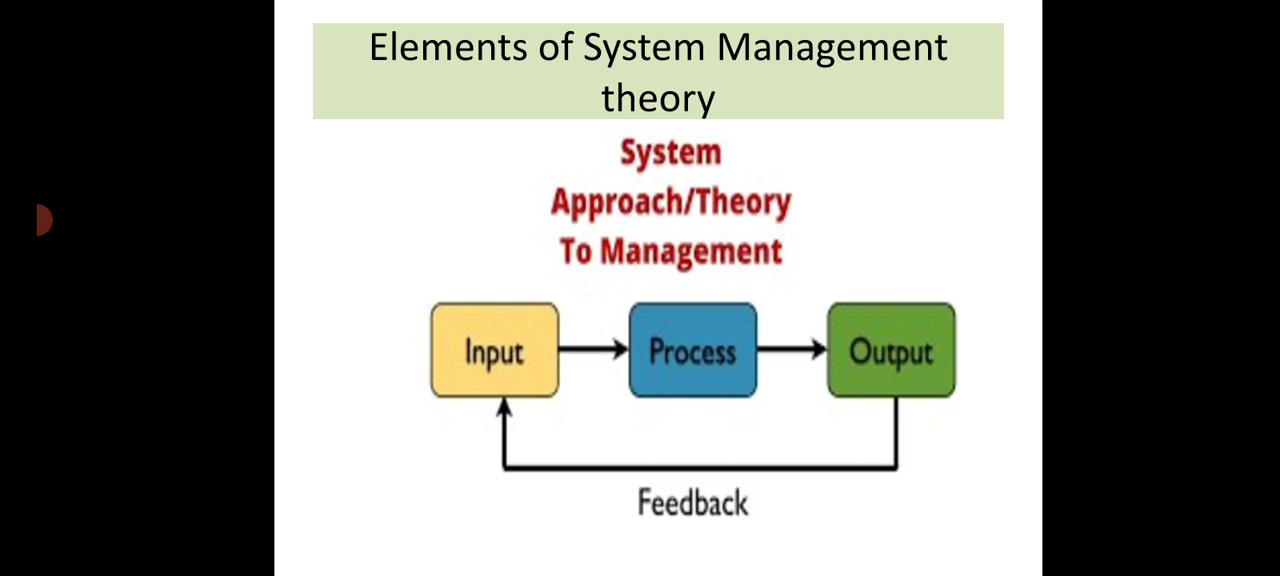 Elements of System Management
theory
System
Approach/Theory
To Management
Input
Process
Output
Feedback